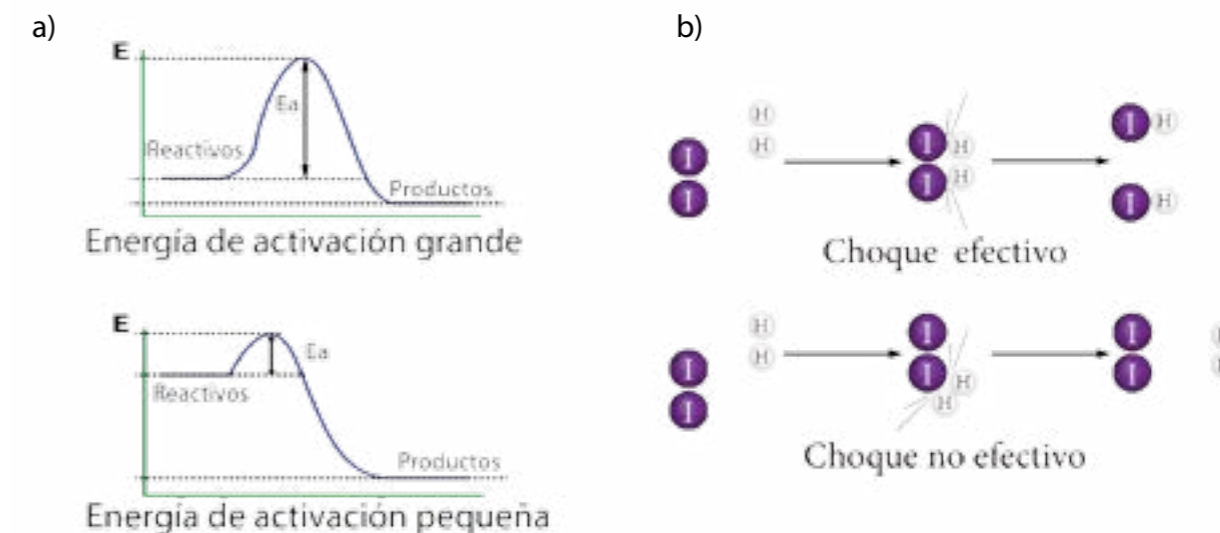 a)
E
Ea
Reactivos
Productos
Energía de activación grande
E
Ea
Reactivos
Productos
Energía de activación pequeña
b)
H
H
I
I
I
H
I
H
I
H
I
H
Choque efectivo
H
H
I
I
I
I
H
H
I
I
Choque no efectivo